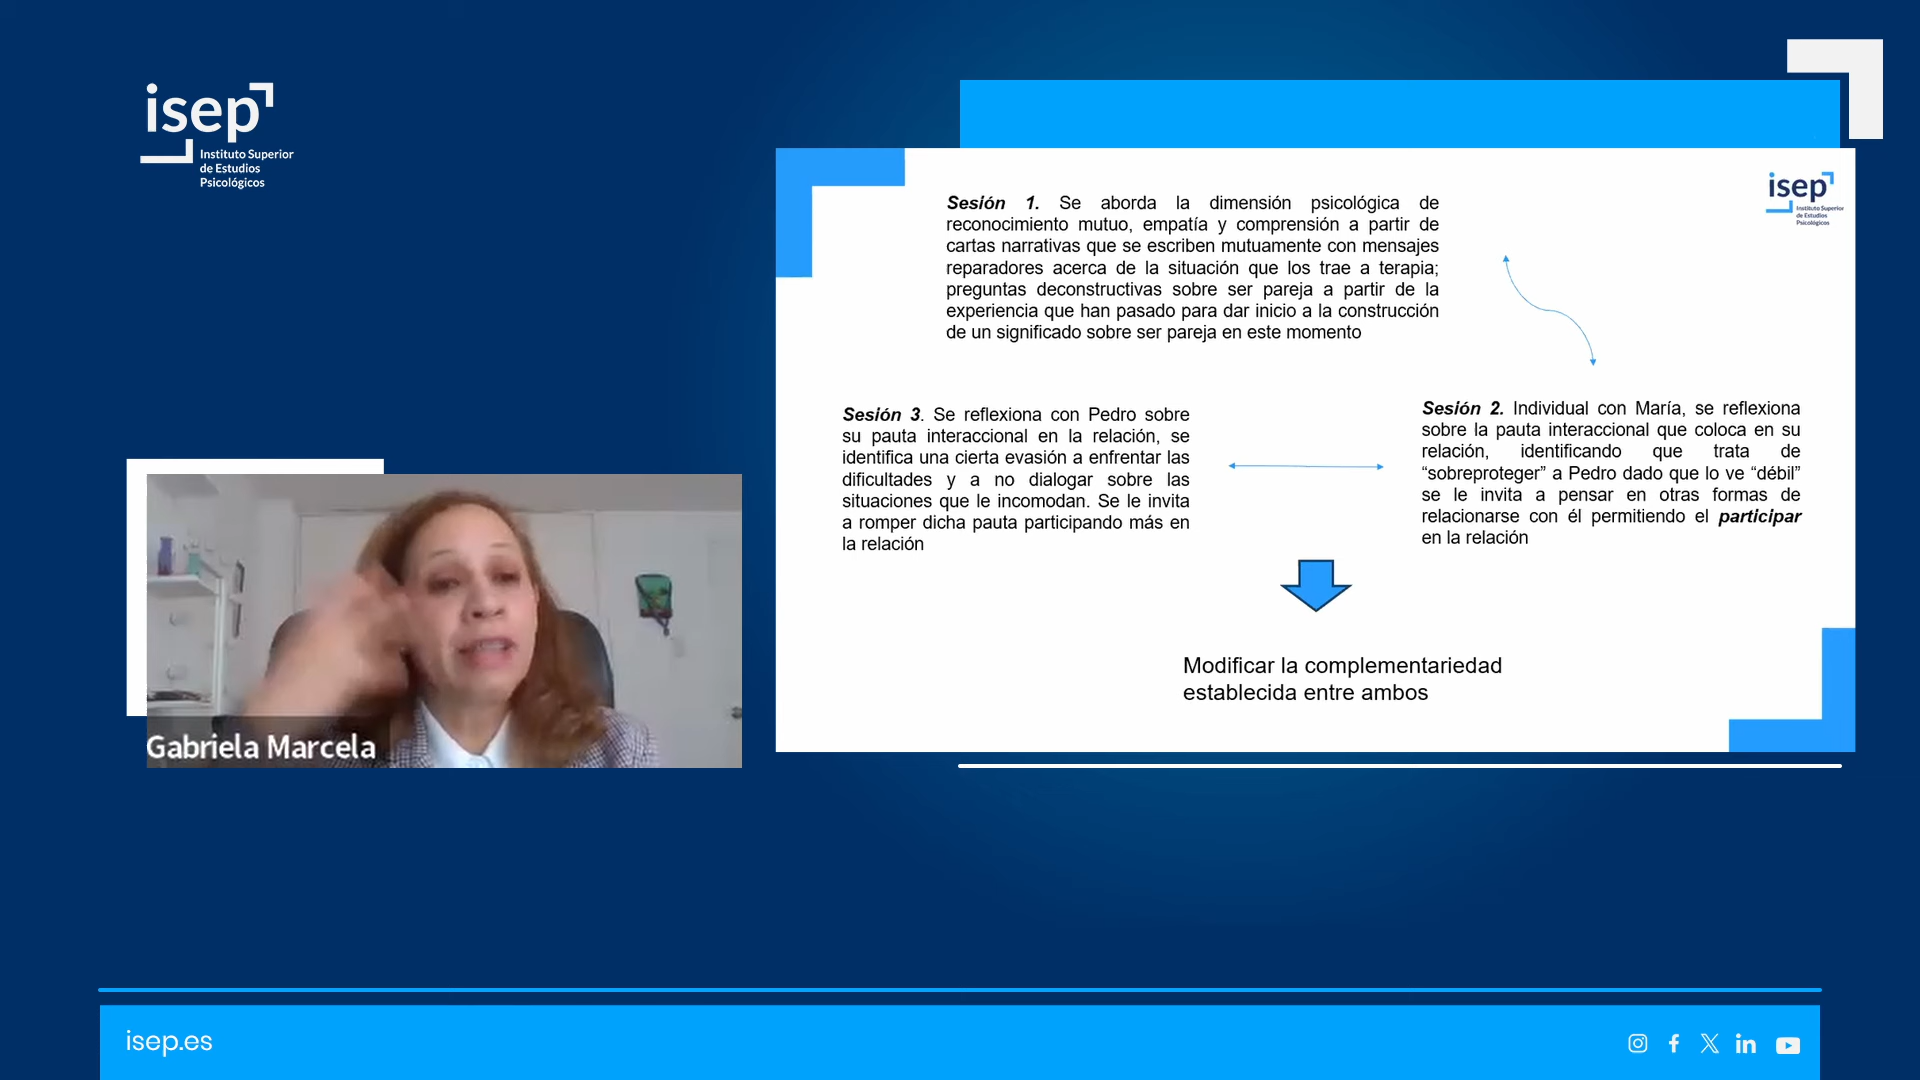 isep
Instituto Superior
de Estudios
Psicológicos
isep
Instituto Superior
de Estudios
Psicológicos
Sesión 1. Se aborda la dimensión psicológica de
reconocimiento mutuo, empatía y comprensión a partir de
cartas narrativas que se escriben mutuamente con mensajes
reparadores acerca de la situación que los trae a terapia;
preguntas deconstructivas sobre ser pareja a partir de la
experiencia que han pasado para dar inicio a la construcción
de un significado sobre ser pareja en este momento
Sesión 3. Se reflexiona con Pedro sobre
su pauta interaccional en la relación, se
identifica una cierta evasión a enfrentar las
dificultades y a no dialogar sobre las
situaciones que le incomodan. Se le invita
a romper dicha pauta participando más en
la relación
Sesión 2. Individual con María, se reflexiona
sobre la pauta interaccional que coloca en su
relación, identificando que trata de
“sobreproteger” a Pedro dado que lo ve “débil”
se le invita a pensar en otras formas de
relacionarse con él permitiendo el participar
en la relación
Modificar la complementariedad
establecida entre ambos
Gabriela Marcela
isep.es